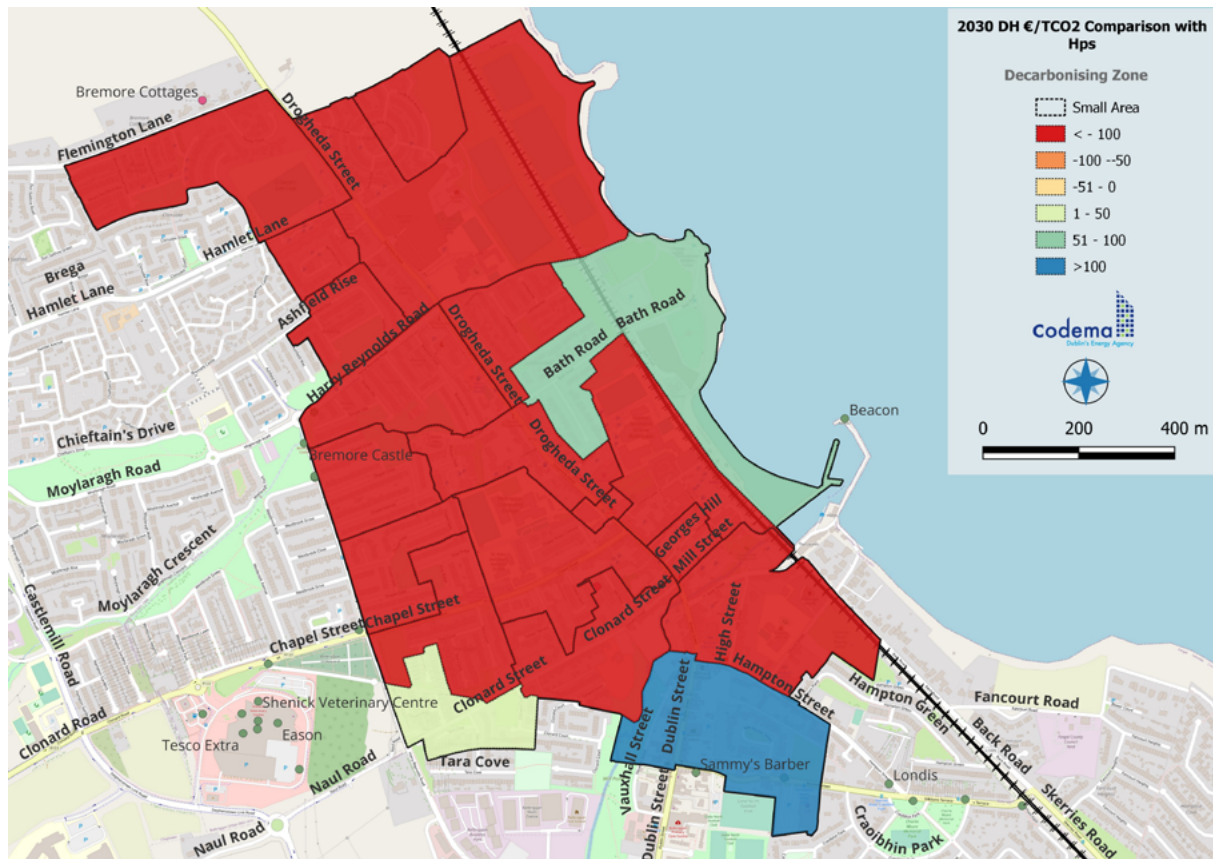 2030 DH €/TCO2 Comparison with
Hps
Decarbonising Zone
Small Area
< - 100
-100 --50
-51 - 0
1 - 50
51 - 100
>100
codema
Dublin's Energy Agency
0 200 400 m
Bremore Cottages
Flemington Lane
Drogheda Street
Hamlet Lane
Brega
Hamlet Lane
Ashfield Rise
Harry Reynolds Road
Drogheda Street
Bath Road
Bath Road
Beacon
Chieftain's Drive
Bremore Castle
Moylaragh Road
Drogheda Street
Georges Hill
Mill Street
Moylaragh Crescent
Castlemill Road
Chapel Street
Chapel Street
Clonard Street
High Street
Hampton Street
Clonard Street
Dublin Street
Hampton Green
Fancourt Road
Back Road
Clonard Road
Shenick Veterinary Centre
Tesco Extra
Eason
Naul Road
Tara Cove
Vauxhall Street
Sammy's Barber
Londis
Skerries Road
Dublin Street
Craoibhin Park
Naul Road